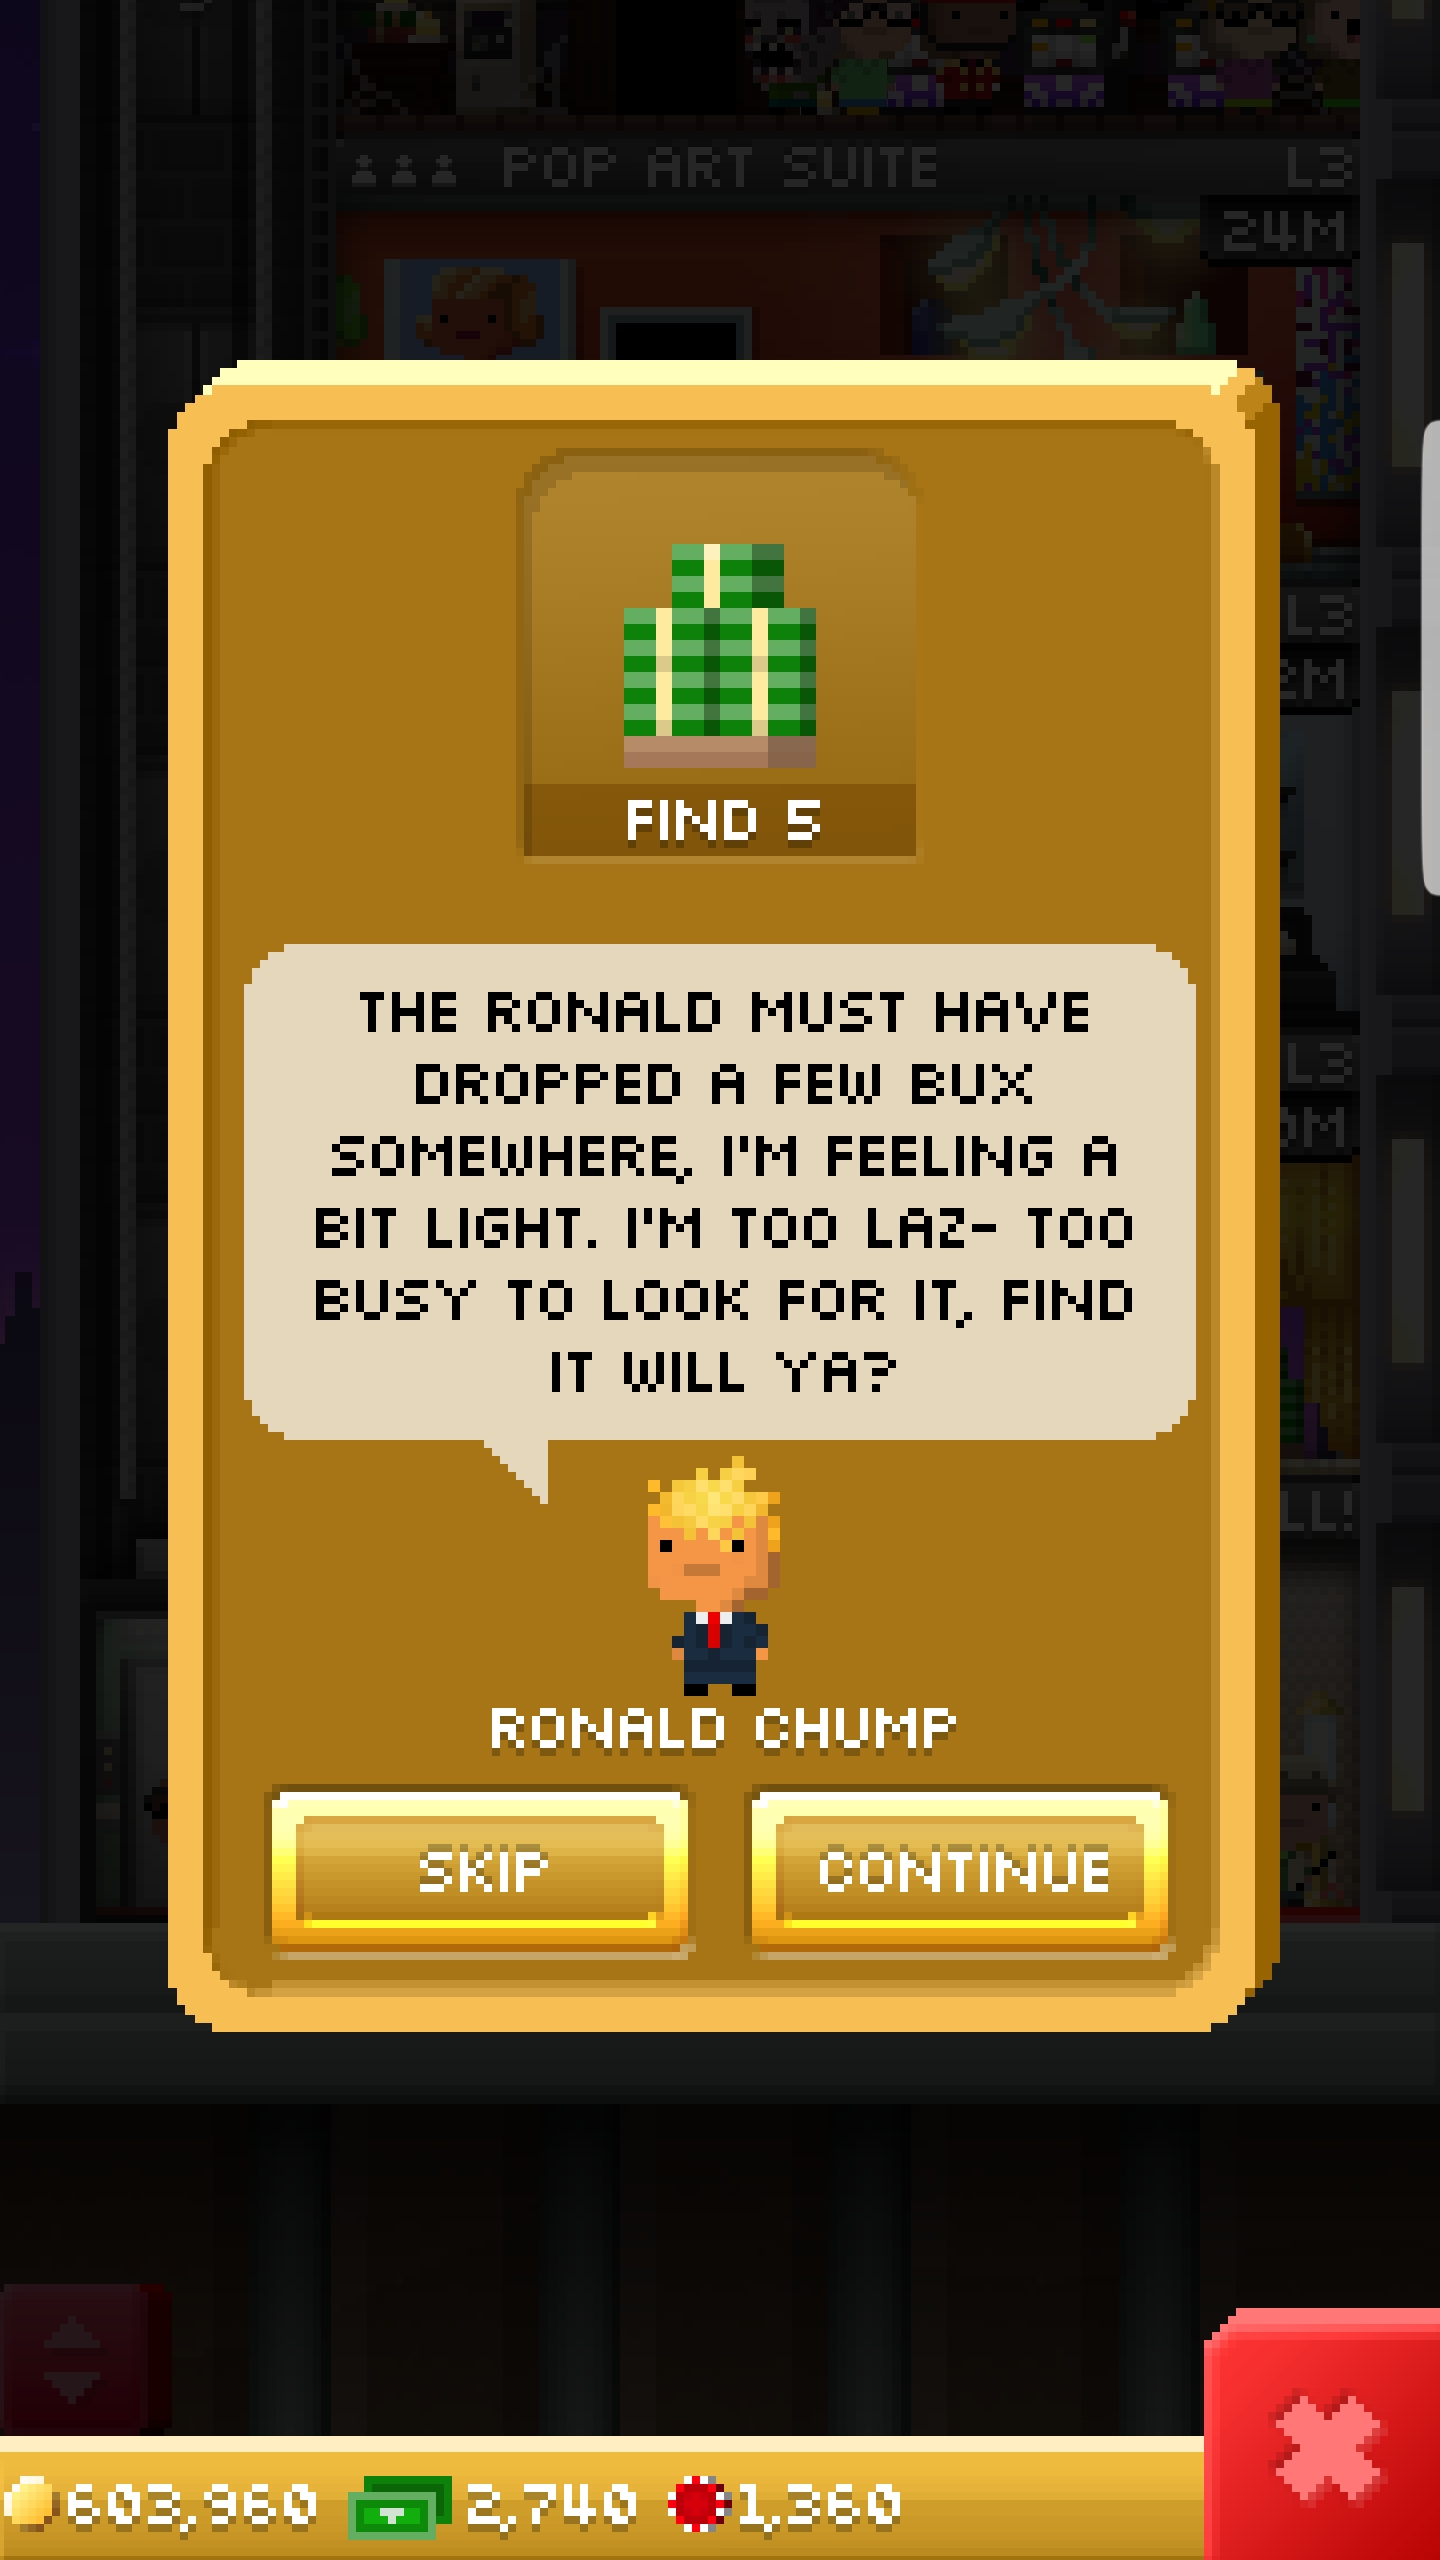 POP ART SUITE L3
24M
L3
2M
FIND 5
THE RONALD MUST HAVE
DROPPED A FEW BUX
SOMEWHERE, I'M FEELING A
BIT LIGHT. I'M TOO LAZ- TOO
BUSY TO LOOK FOR IT, FIND
IT WILL YA?
L3
0M
LL!
RONALD CHUMP
SKIP CONTINUE
603,960 2,740 1,360